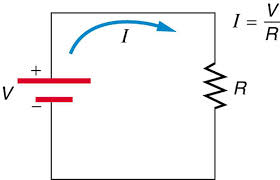 I = V/R
I
+
V
−
R